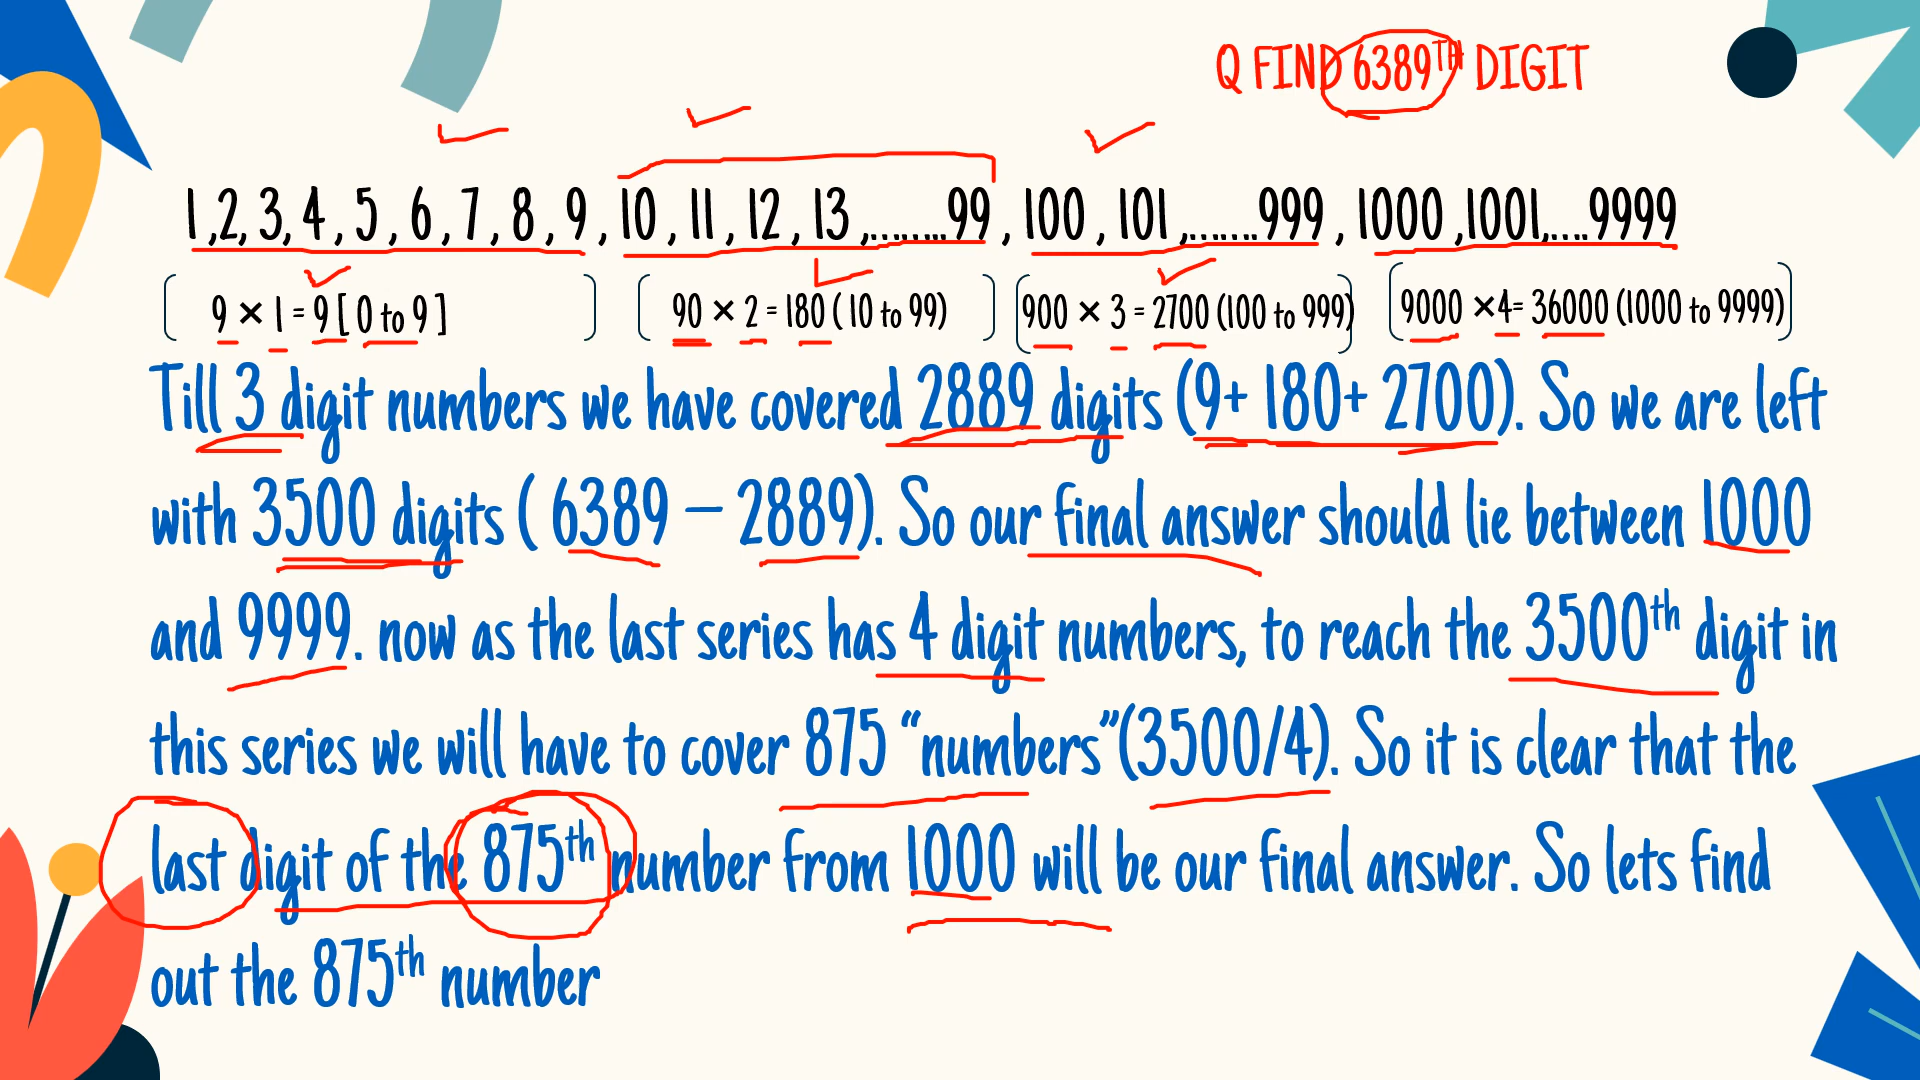 Q FIND 6389TH DIGIT
1 ,2, 3, 4 , 5 , 6 , 7 , 8 , 9 , 10 , 11 , 12 , 13 ,........99 , 100 , 101 ,.......999 , 1000 ,1001,....9999
9 × 1 = 9 [ 0 to 9 ] 90 × 2 = 180 ( 10 to 99) 900 × 3 = 2700 (100 to 999) 9000 ×4= 36000 (1000 to 9999)
Till 3 digit numbers we have covered 2889 digits (9+ 180+ 2700). So we are left
with 3500 digits ( 6389 – 2889). So our final answer should lie between 1000
and 9999. now as the last series has 4 digit numbers, to reach the 3500th digit in
this series we will have to cover 875 “numbers”(3500/4). So it is clear that the
last digit of the 875th number from 1000 will be our final answer. So lets find
out the 875th number